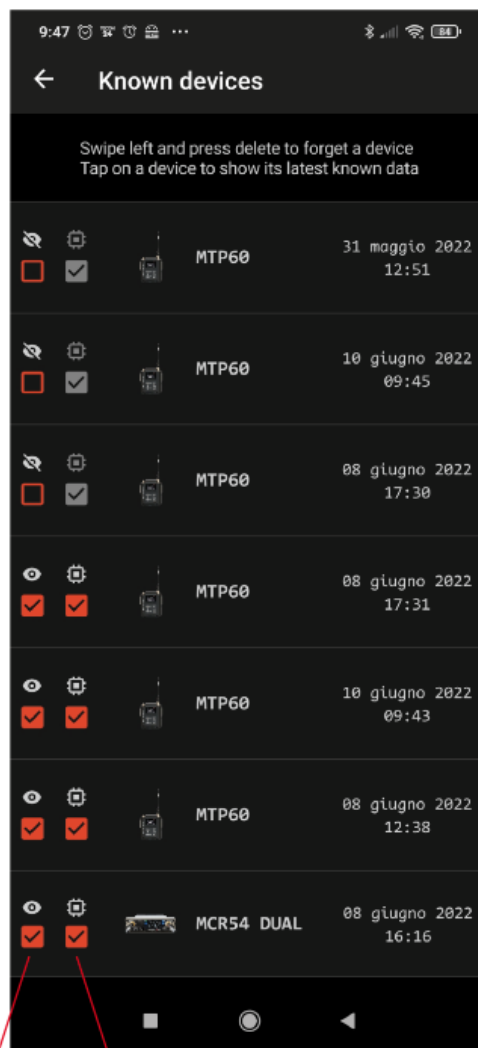 9:47
84
Known devices
Swipe left and press delete to forget a device
Tap on a device to show its latest known data
MTP60
31 maggio 2022
12:51
MTP60
10 giugno 2022
09:45
MTP60
08 giugno 2022
17:30
MTP60
08 giugno 2022
17:31
MTP60
10 giugno 2022
09:43
MTP60
08 giugno 2022
12:38
MCR54 DUAL
08 giugno 2022
16:16